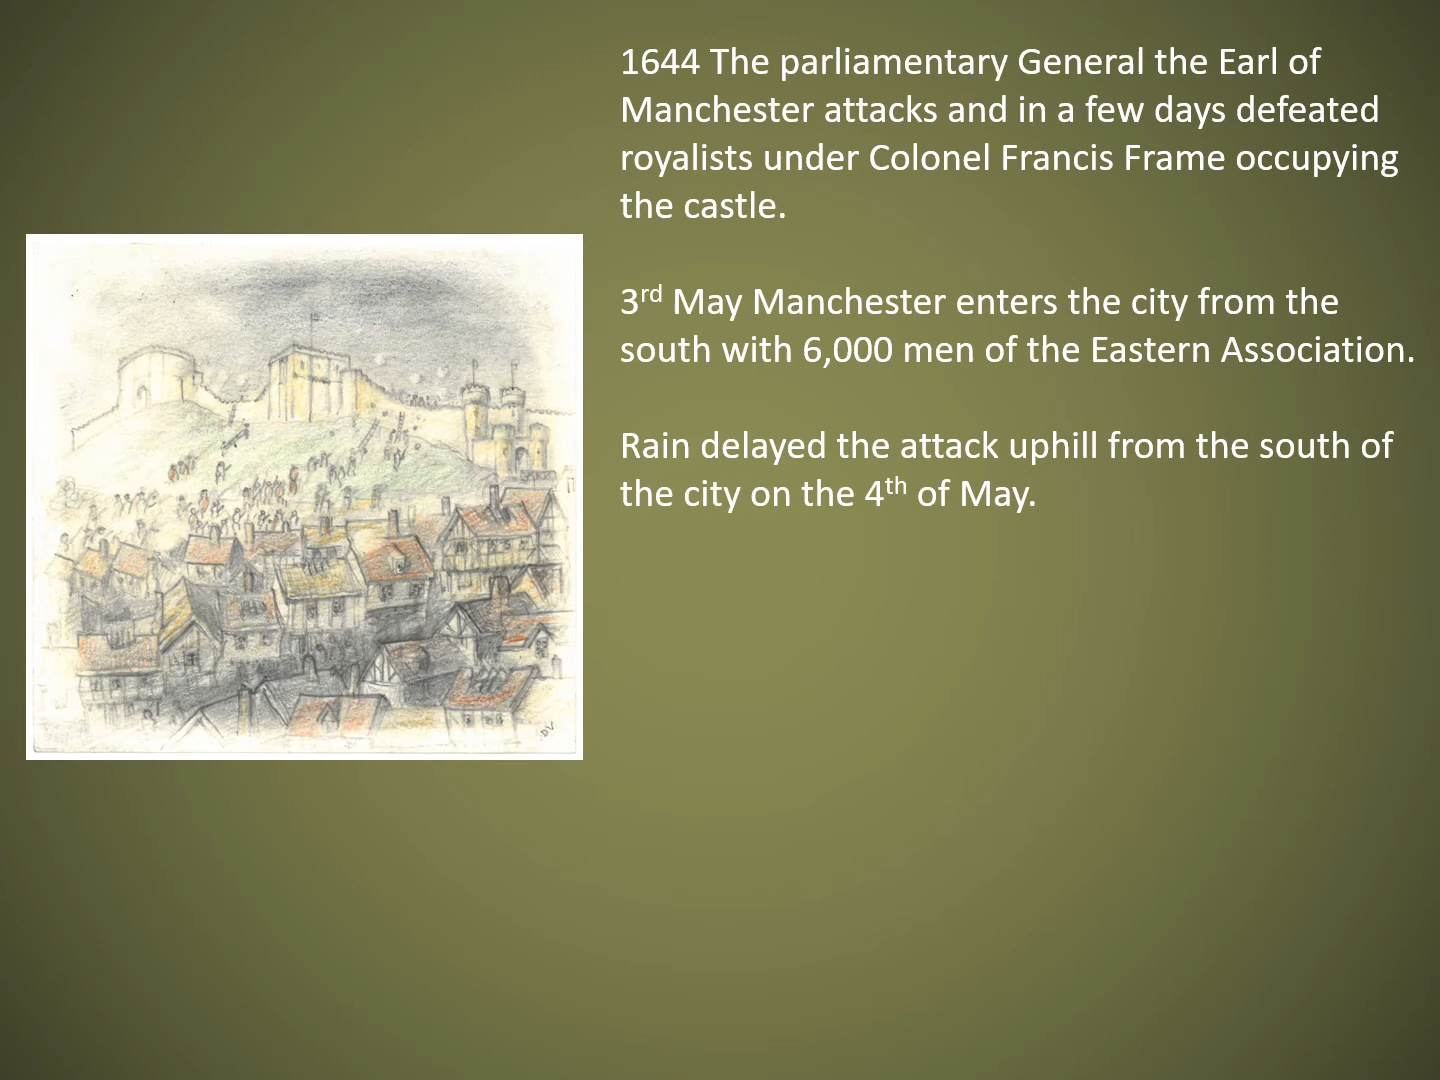 1644 The parliamentary General the Earl of
Manchester attacks and in a few days defeated
royalists under Colonel Francis Frame occupying
the castle.
3rd May Manchester enters the city from the
south with 6,000 men of the Eastern Association.
Rain delayed the attack uphill from the south of
the city on the 4th of May.
DV